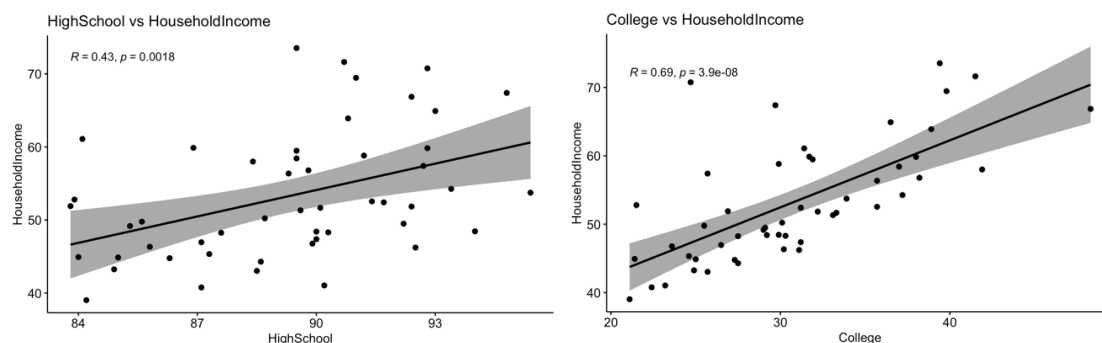 HighSchool vs HouseholdIncome
R = 0.43, p = 0.0018
70
60
50
40
HouseholdIncome
84 87 90 93
HighSchool
College vs HouseholdIncome
R = 0.69, p = 3.9e-08
70
60
50
40
HouseholdIncome
20 30 40
College